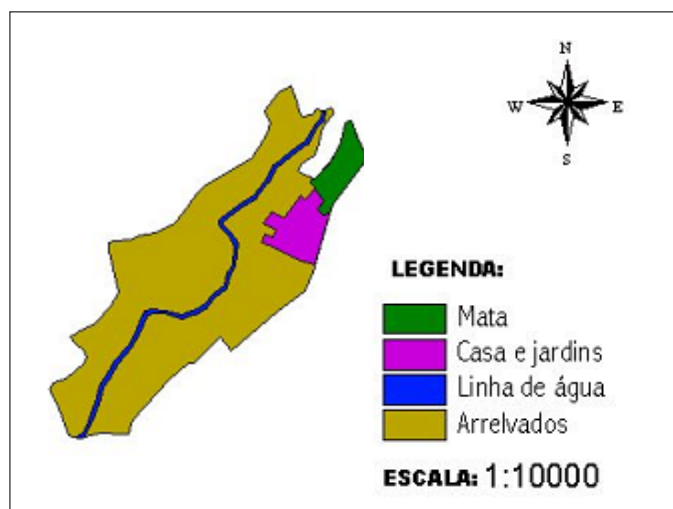 N
W E
S
LEGENDA:
Mata
Casa e jardins
Linha de água
Arrelvados
ESCALA: 1:10000